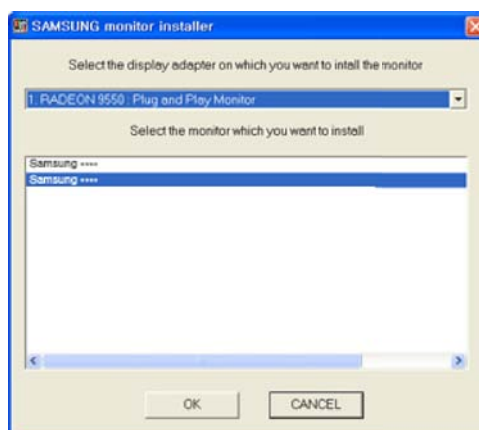 SAMSUNG monitor installer
Select the display adapter on which you want to intall the monitor
1. RADEON 9550 : Plug and Play Monitor
Select the monitor which you want to install
Samsung ****
Samsung ****
OK
CANCEL